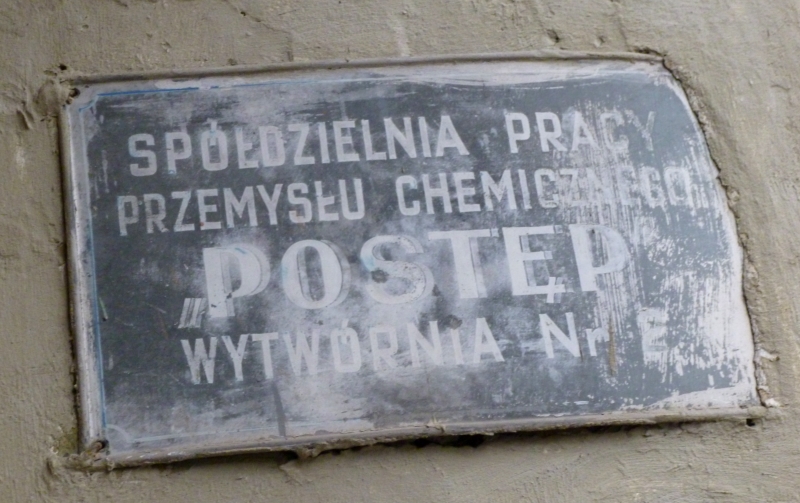 SPÓŁDZIELNIA PRACY
PRZEMYSŁU CHEMICZNEGO
„POSTĘP
WYTWÓRNIA Nr